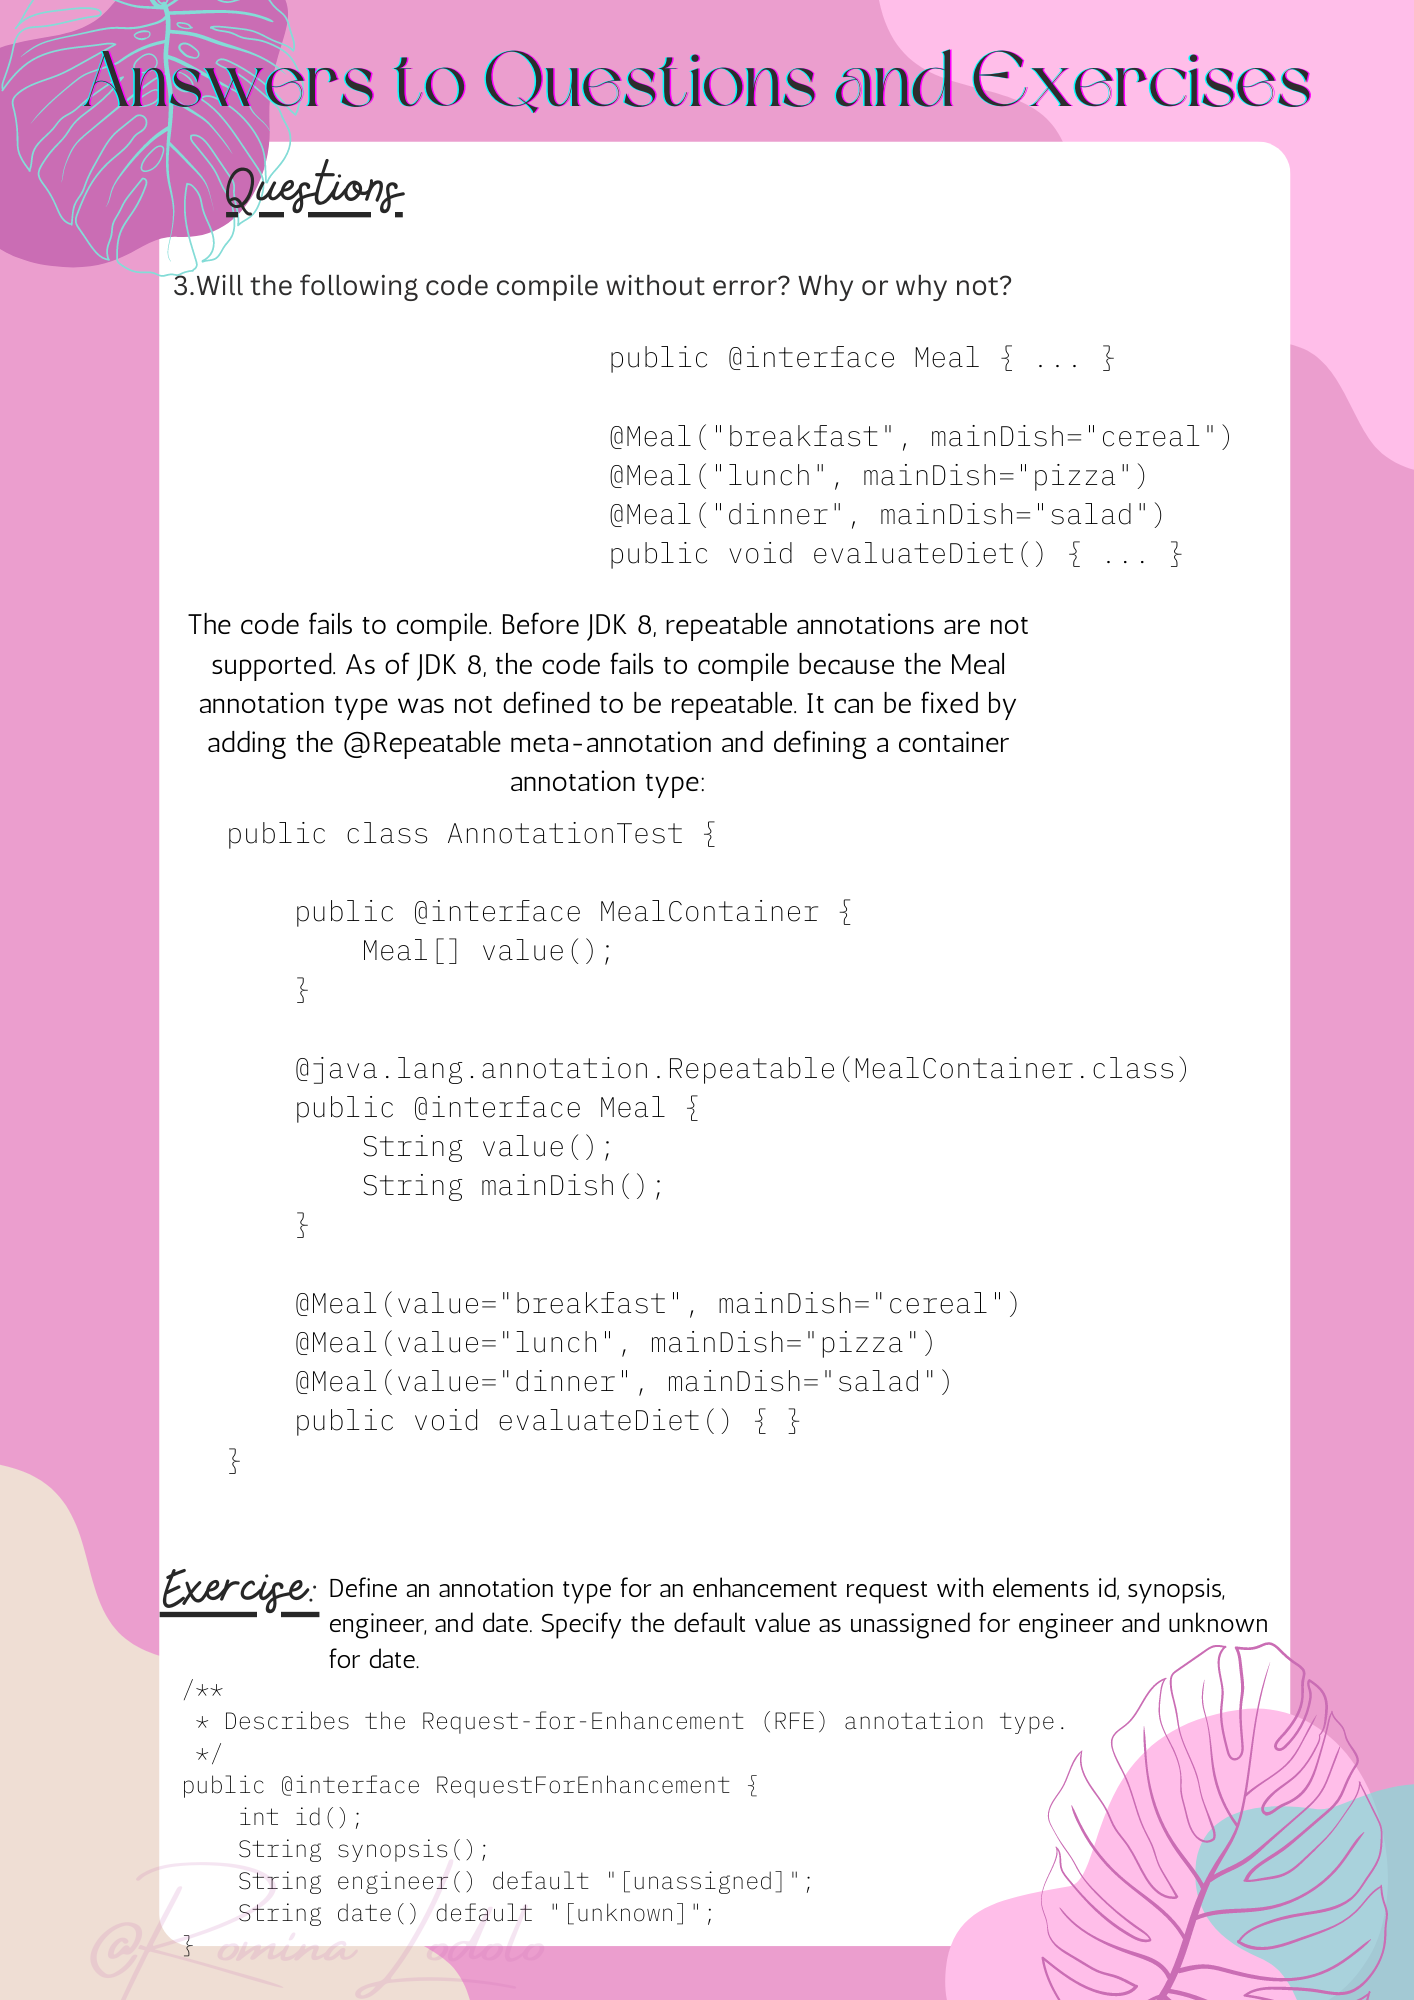 Answers to Questions and Exercises
Questions
3.Will the following code compile without error? Why or why not?
public @interface Meal { ... }
@Meal("breakfast", mainDish="cereal")
@Meal("lunch", mainDish="pizza")
@Meal("dinner", mainDish="salad")
public void evaluateDiet() { ... }
The code fails to compile. Before JDK 8, repeatable annotations are not
supported. As of JDK 8, the code fails to compile because the Meal
annotation type was not defined to be repeatable. It can be fixed by
adding the @Repeatable meta-annotation and defining a container
annotation type:
public class AnnotationTest {
public @interface MealContainer {
Meal[] value();
}
@java.lang.annotation.Repeatable(MealContainer.class)
public @interface Meal {
String value();
String mainDish();
}
@Meal(value="breakfast", mainDish="cereal")
@Meal(value="lunch", mainDish="pizza")
@Meal(value="dinner", mainDish="salad")
public void evaluateDiet() { }
}
Exercise:
Define an annotation type for an enhancement request with elements id, synopsis,
engineer, and date. Specify the default value as unassigned for engineer and unknown
for date.
/**
* Describes the Request-for-Enhancement (RFE) annotation type.
*/
public @interface RequestForEnhancement {
int id();
String synopsis();
String engineer() default "[unassigned]";
String date() default "[unknown]";
}
@Romina Lodolo